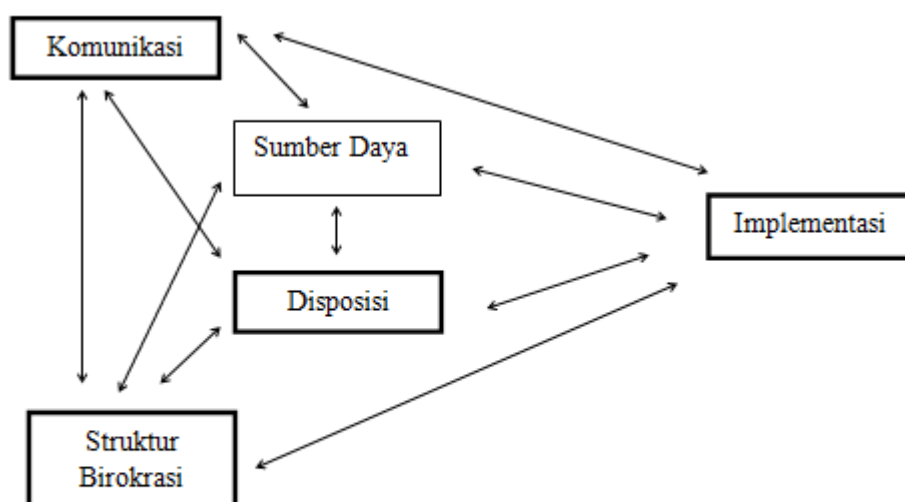 Komunikasi
Sumber Daya
Implementasi
Disposisi
Struktur
Birokrasi